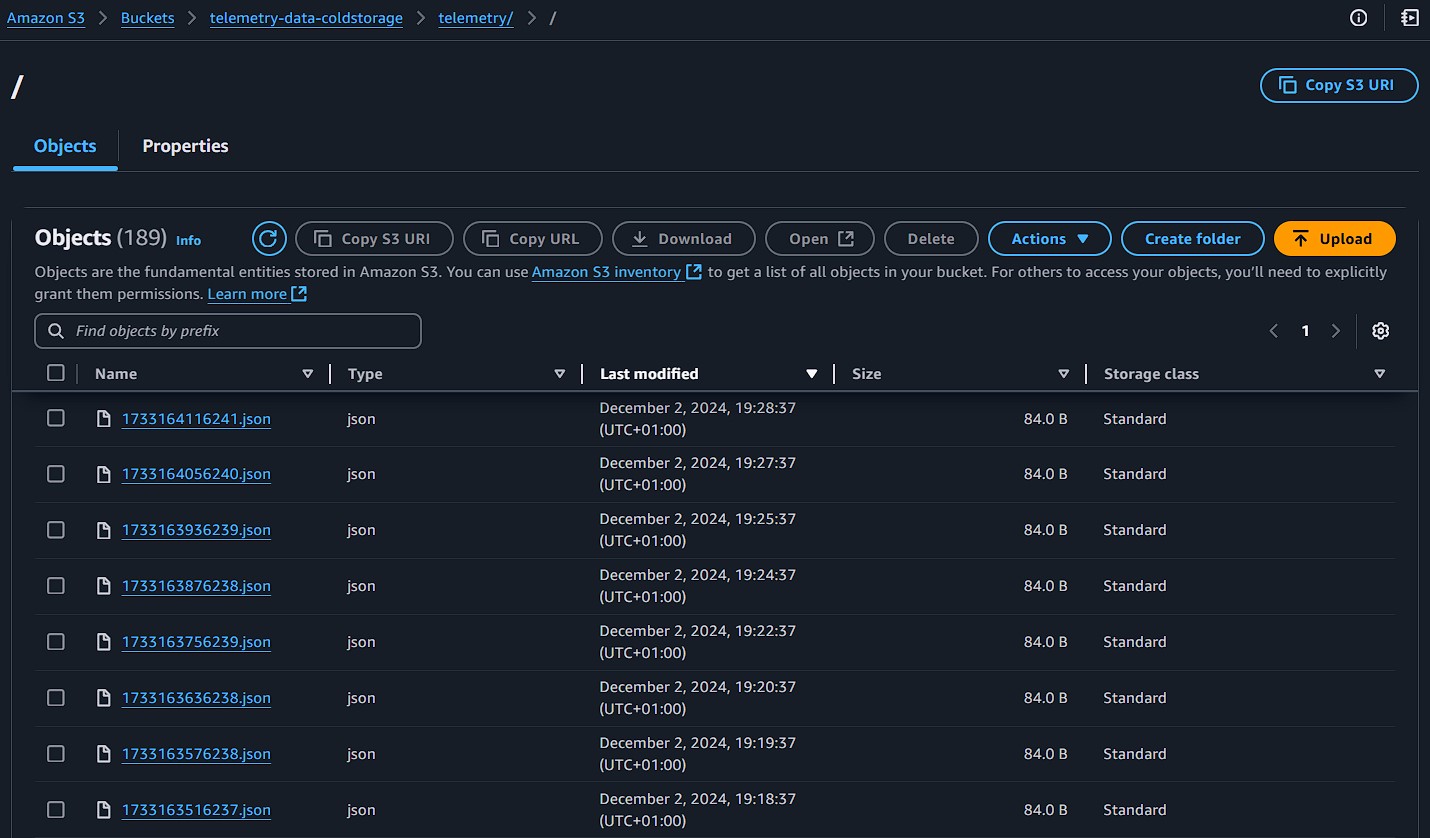 Amazon S3 > Buckets > telemetry-data-coldstorage > telemetry/ > /
/
Copy S3 URI
Objects Properties
Objects (189) Info Copy S3 URI Copy URL Download Open Delete Actions Create folder Upload
Objects are the fundamental entities stored in Amazon S3. You can use Amazon S3 inventory to get a list of all objects in your bucket. For others to access your objects, you’ll need to explicitly
grant them permissions. Learn more
Find objects by prefix
1
Name Type Last modified Size Storage class
1733164116241.json json December 2, 2024, 19:28:37 84.0 B Standard
(UTC+01:00)
1733164056240.json json December 2, 2024, 19:27:37 84.0 B Standard
(UTC+01:00)
1733163936239.json json December 2, 2024, 19:25:37 84.0 B Standard
(UTC+01:00)
1733163876238.json json December 2, 2024, 19:24:37 84.0 B Standard
(UTC+01:00)
1733163756239.json json December 2, 2024, 19:22:37 84.0 B Standard
(UTC+01:00)
1733163636238.json json December 2, 2024, 19:20:37 84.0 B Standard
(UTC+01:00)
1733163576238.json json December 2, 2024, 19:19:37 84.0 B Standard
(UTC+01:00)
1733163516237.json json December 2, 2024, 19:18:37 84.0 B Standard
(UTC+01:00)